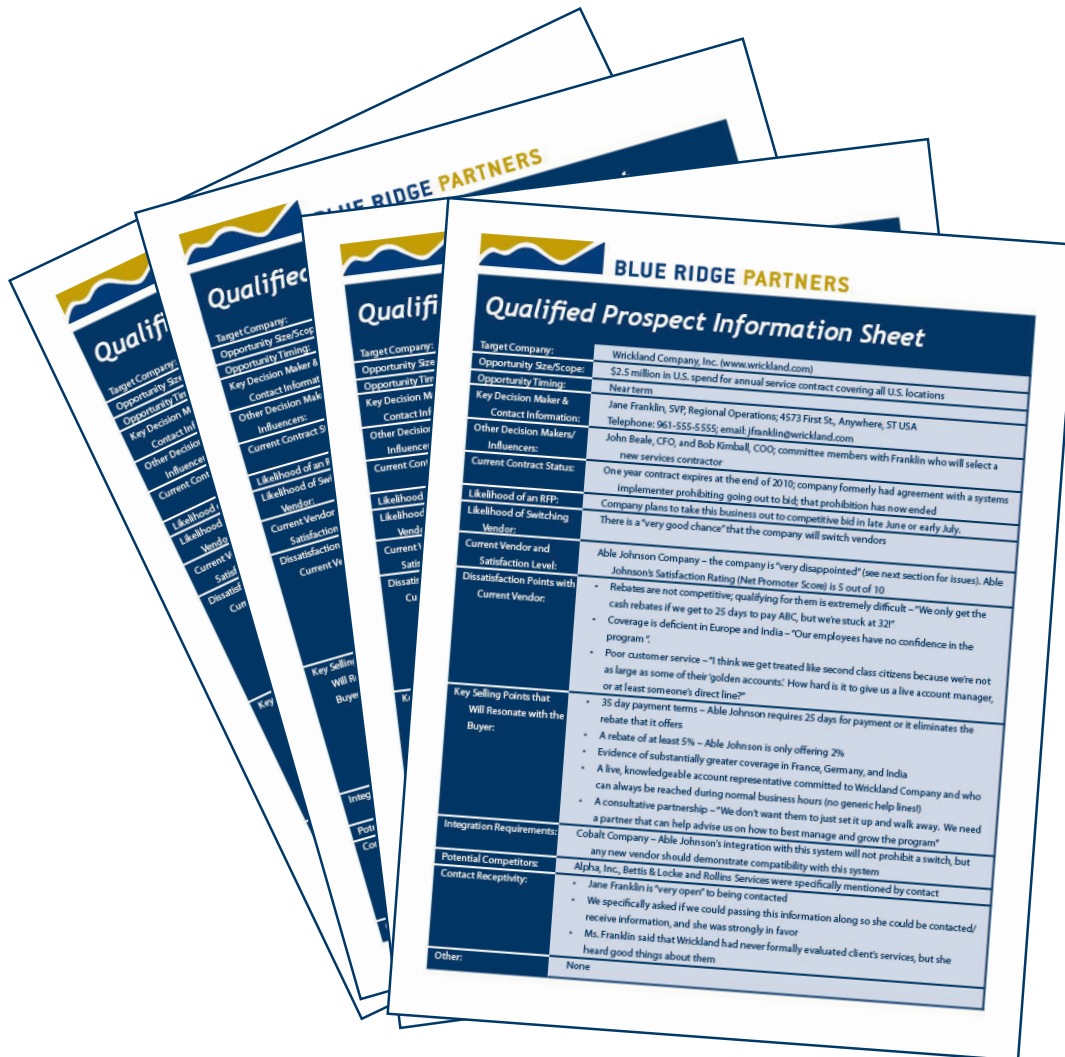 BLUE RIDGE PARTNERS
Qualified Prospect Information Sheet
Target Company:
Wrickland Company, Inc. (www.wrickland.com)
Opportunity Size/Scope:
$2.5 million in U.S. spend for annual service contract covering all U.S. locations
Opportunity Timing:
Near term
Key Decision Maker &
Contact Information:
Jane Franklin, SVP, Regional Operations; 4573 First St., Anywhere, ST USA
Telephone: 961-555-5555; email: jfranklin@wrickland.com
Other Decision Makers/
Influencers:
John Beale, CFO, and Bob Kimball, COO; committee members with Franklin who will select a
new services contractor
Current Contract Status:
One year contract expires at the end of 2010; company formerly had agreement with a systems
implementer prohibiting going out to bid; that prohibition has now ended
Likelihood of an RFP:
Company plans to take this business out to competitive bid in late June or early July.
Likelihood of Switching
Vendor:
There is a "very good chance" that the company will switch vendors
Current Vendor and
Satisfaction Level:
Able Johnson Company – the company is "very disappointed" (see next section for issues). Able
Johnson's Satisfaction Rating (Net Promoter Score) is 5 out of 10
Dissatisfaction Points with
Current Vendor:
• Rebates are not competitive; qualifying for them is extremely difficult – "We only get the
cash rebates if we get to 25 days to pay ABC, but we're stuck at 32!"
• Coverage is deficient in Europe and India – "Our employees have no confidence in the
program".
• Poor customer service – "I think we get treated like second class citizens because we're not
as large as some of their 'golden accounts'. How hard is it to give us a live account manager,
or at least someone's direct line?"
Key Selling Points that
Will Resonate with the
Buyer:
• 35 day payment terms – Able Johnson requires 25 days for payment or it eliminates the
rebate that it offers
• A rebate of at least 5% – Able Johnson is only offering 2%
• Evidence of substantially greater coverage in France, Germany, and India
• A live, knowledgeable account representative committed to Wrickland Company and who
can always be reached during normal business hours (no generic help lines!)
• A consultative partnership – "We don't want them to just set it up and walk away. We need
a partner that can help advise us on how to best manage and grow the program"
Integration Requirements:
Cobalt Company – Able Johnson's integration with this system will not prohibit a switch, but
any new vendor should demonstrate compatibility with this system
Potential Competitors:
Alpha, Inc., Bettis & Locke and Rollins Services were specifically mentioned by contact
Contact Receptivity:
• Jane Franklin is "very open" to being contacted
• We specifically asked if we could passing this information along so she could be contacted/
receive information, and she was strongly in favor
• Ms. Franklin said that Wrickland had never formally evaluated client's services, but she
heard good things about them
Other:
None